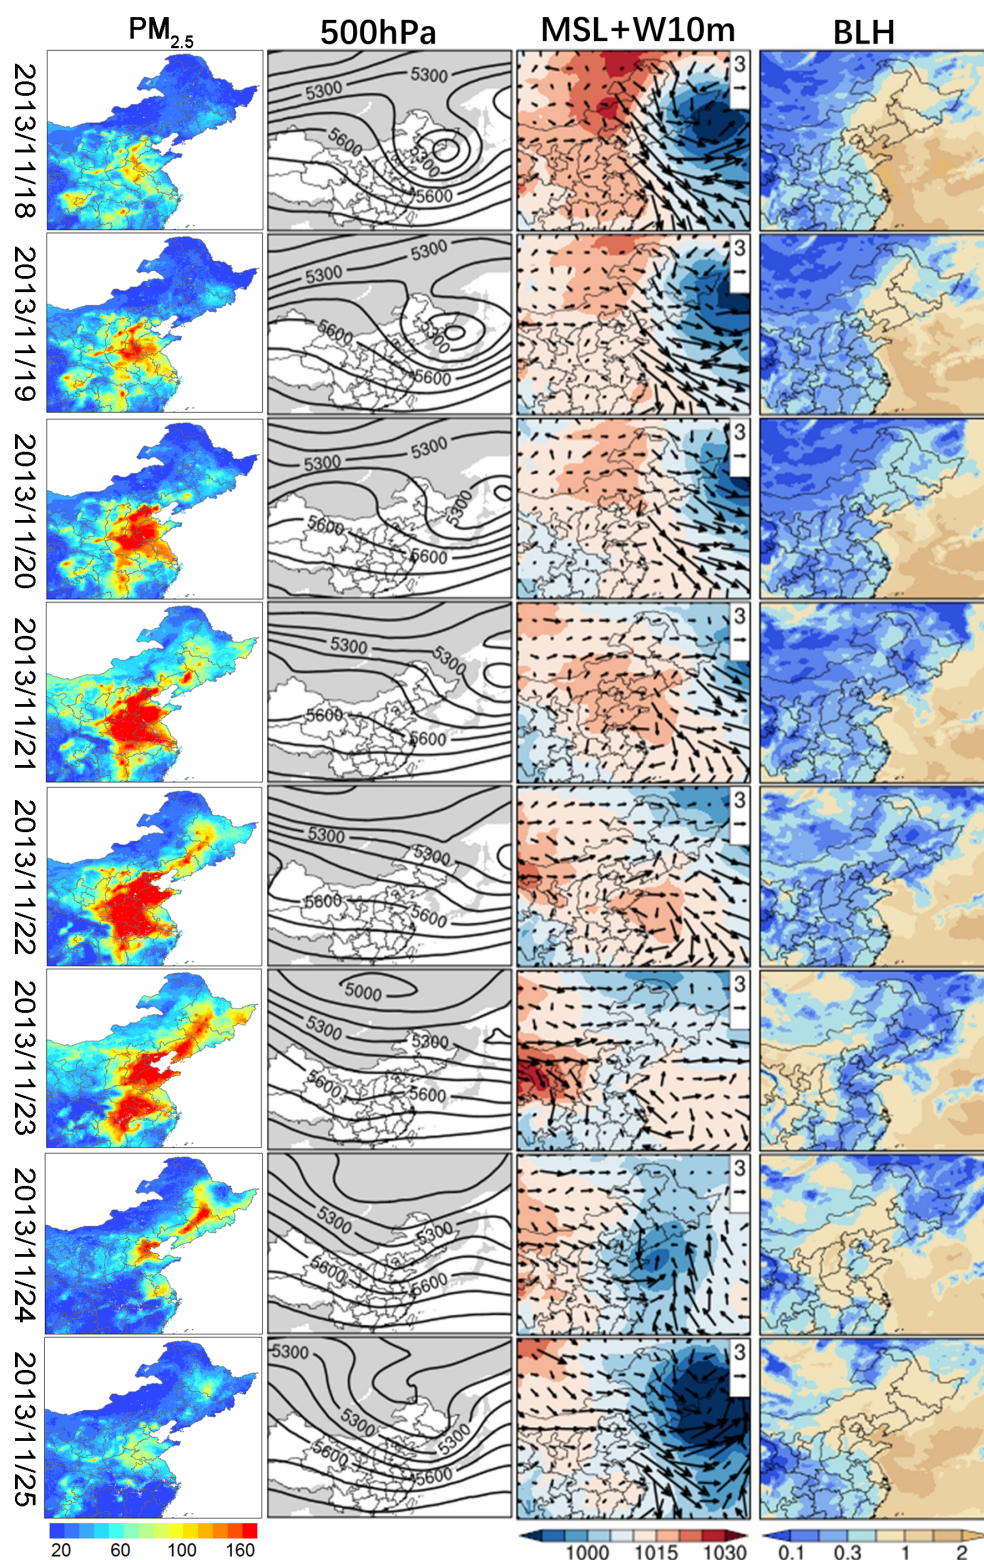 PM2.5 500hPa MSL+W10m BLH
2013/11/18 5300 5300 5600 5300 5600 3
2013/11/19 5300 5300 5600 5300 5600 3
2013/11/20 5300 5300 5600 5300 5600 3
2013/11/21 5300 5300 5600 5600 3
2013/11/22 5300 5300 5600 5600 3
2013/11/23 5000 5300 5300 5600 5600 3
2013/11/24 5300 5300 5600 5600 3
2013/11/25 5300 5300 5300 5600 5600 3
20 60 100 160 1000 1015 1030 0.1 0.3 1 2